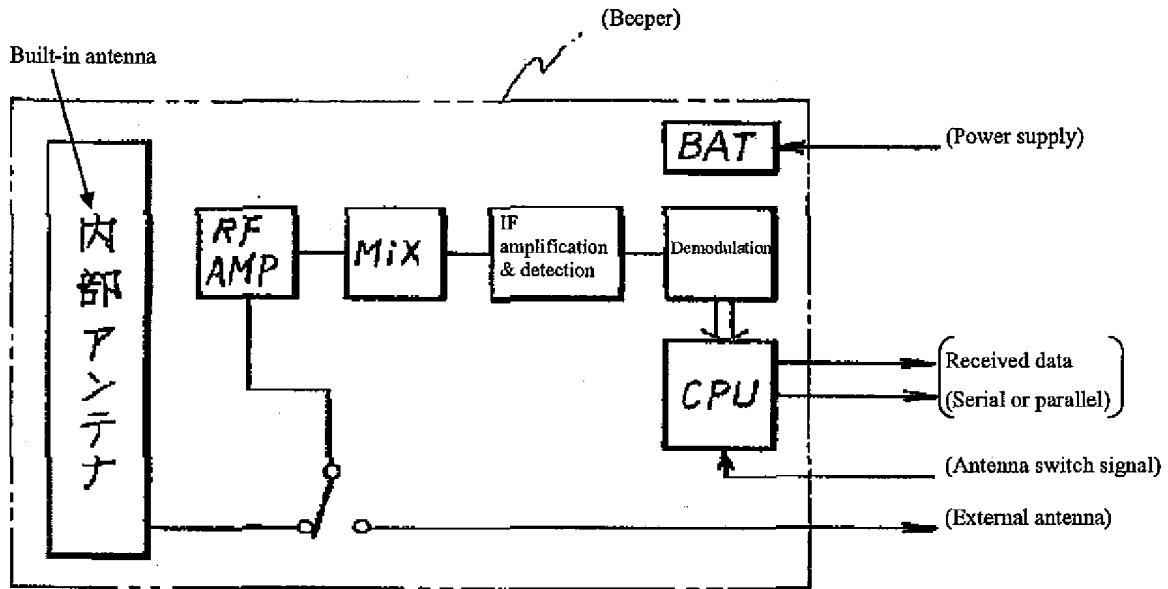 (Beeper)
Built-in antenna
BAT
(Power supply)
内部アンテナ
RF
AMP
MiX
IF
amplification
& detection
Demodulation
CPU
Received data
(Serial or parallel)
(Antenna switch signal)
(External antenna)